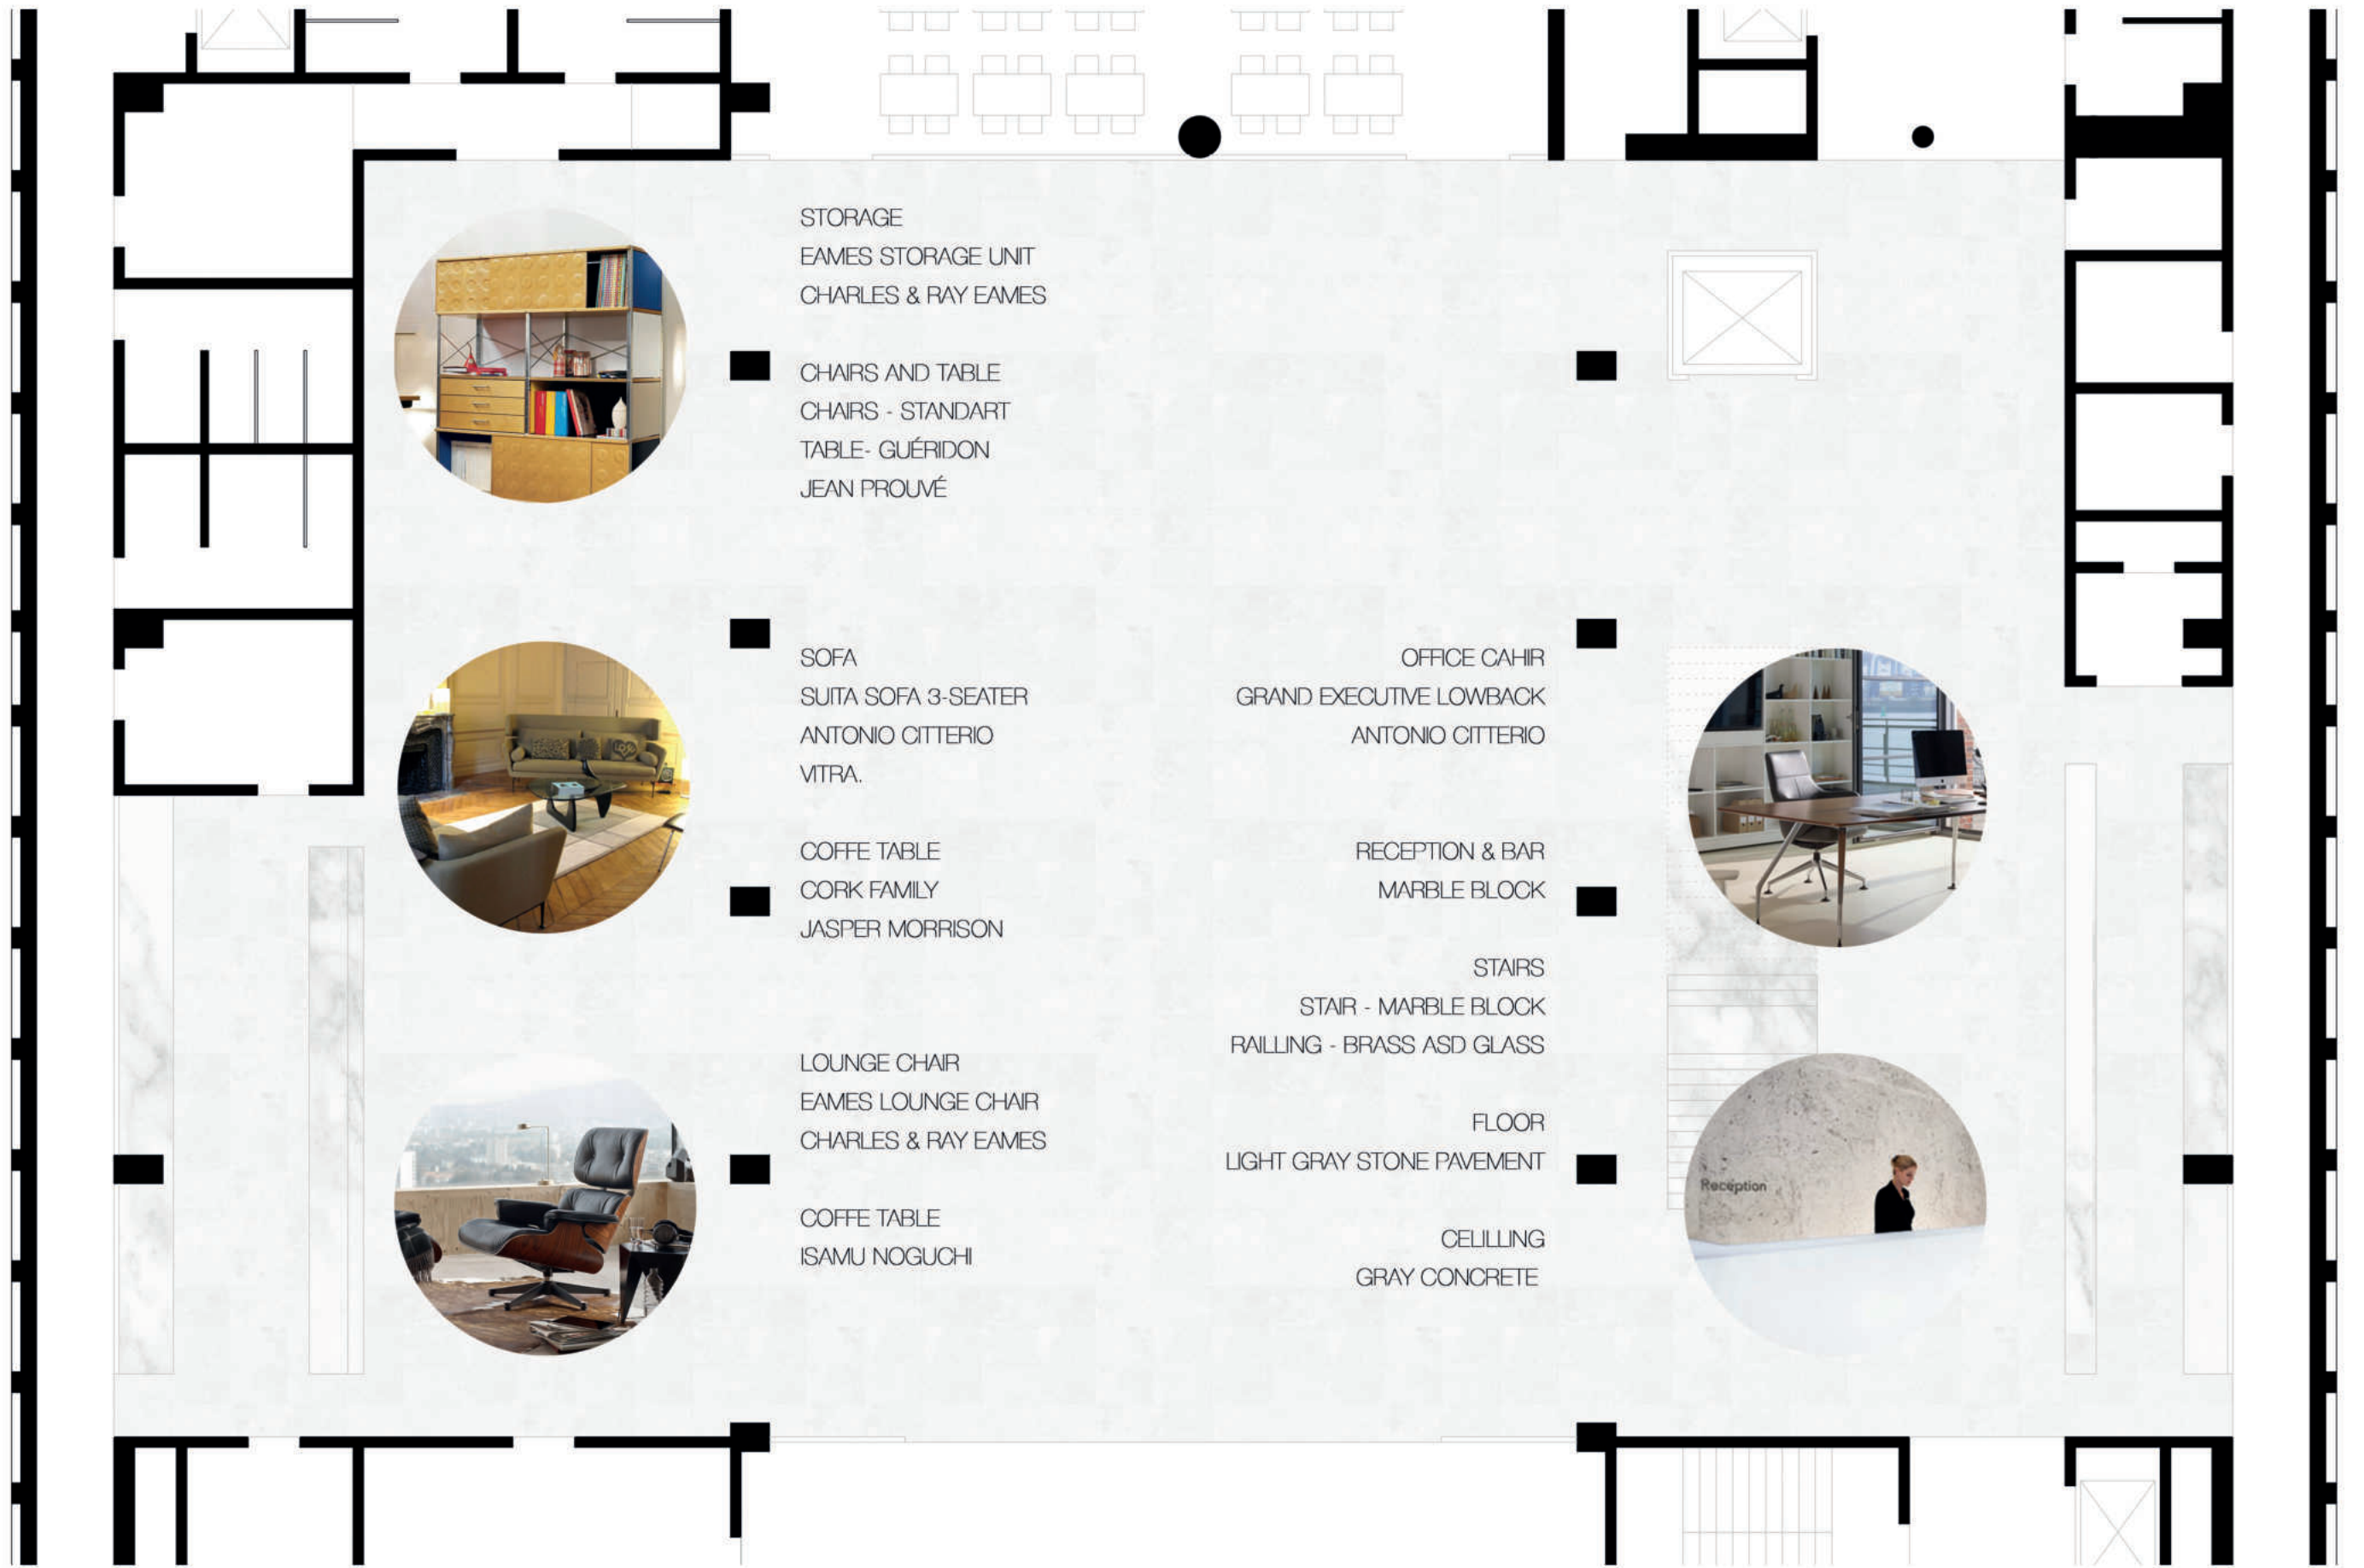 STORAGE
EAMES STORAGE UNIT
CHARLES & RAY EAMES
CHAIRS AND TABLE
CHAIRS - STANDART
TABLE- GUÉRIDON
JEAN PROUVÉ
SOFA
SUITA SOFA 3-SEATER
ANTONIO CITTERIO
VITRA.
COFFE TABLE
CORK FAMILY
JASPER MORRISON
LOUNGE CHAIR
EAMES LOUNGE CHAIR
CHARLES & RAY EAMES
COFFE TABLE
ISAMU NOGUCHI
OFFICE CAHIR
GRAND EXECUTIVE LOWBACK
ANTONIO CITTERIO
RECEPTION & BAR
MARBLE BLOCK
STAIRS
STAIR - MARBLE BLOCK
RAILLING - BRASS ASD GLASS
FLOOR
LIGHT GRAY STONE PAVEMENT
CELILLING
GRAY CONCRETE
Reception